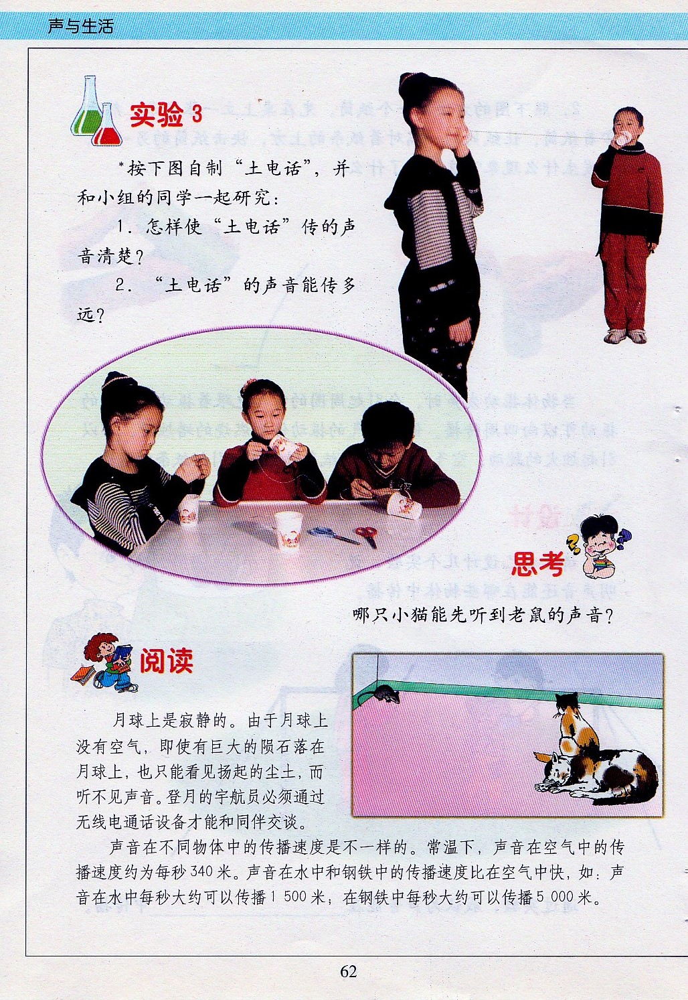 声与生活
实验 3
*按下图自制“土电话”，并
和小组的同学一起研究：
1. 怎样使“土电话”传的声
音清楚？
2. “土电话”的声音能传多
远？
思考
哪只小猫能先听到老鼠的声音？
阅读
月球上是寂静的。由于月球上
没有空气，即使有巨大的陨石落在
月球上，也只能看见扬起的尘土，而
听不见声音。登月的宇航员必须通过
无线电通话设备才能和同伴交谈。
声音在不同物体中的传播速度是不一样的。常温下，声音在空气中的传
播速度约为每秒340米。声音在水中和钢铁中的传播速度比在空气中快，如：声
音在水中每秒大约可以传播1 500米；在钢铁中每秒大约可以传播5 000米。
62